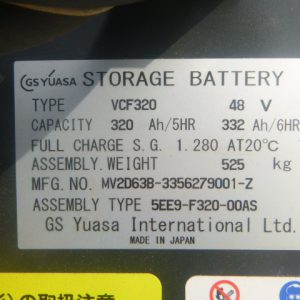 GS YUASA STORAGE BATTERY
TYPE VCF320 48 V
CAPACITY 320 Ah/5HR 332 Ah/6HR
FULL CHARGE S.G. 1.280 AT20℃
ASSEMBLY.WEIGHT 525 kg
MFG.NO. MV2D63B-3356279001-Z
ASSEMBLY TYPE 5EE9-F320-00AS
GS Yuasa International Ltd.
MADE IN JAPAN
の取扱注意